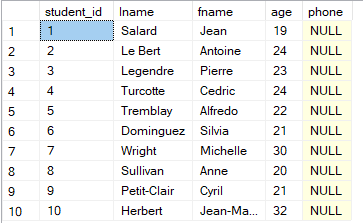 student_id lname fname age phone
1 1 Salard Jean 19 NULL
2 2 Le Bert Antoine 24 NULL
3 3 Legendre Pierre 23 NULL
4 4 Turcotte Cedric 24 NULL
5 5 Tremblay Alfredo 22 NULL
6 6 Dominguez Silvia 21 NULL
7 7 Wright Michelle 30 NULL
8 8 Sullivan Anne 20 NULL
9 9 Petit-Clair Cyril 21 NULL
10 10 Herbert Jean-Ma... 32 NULL